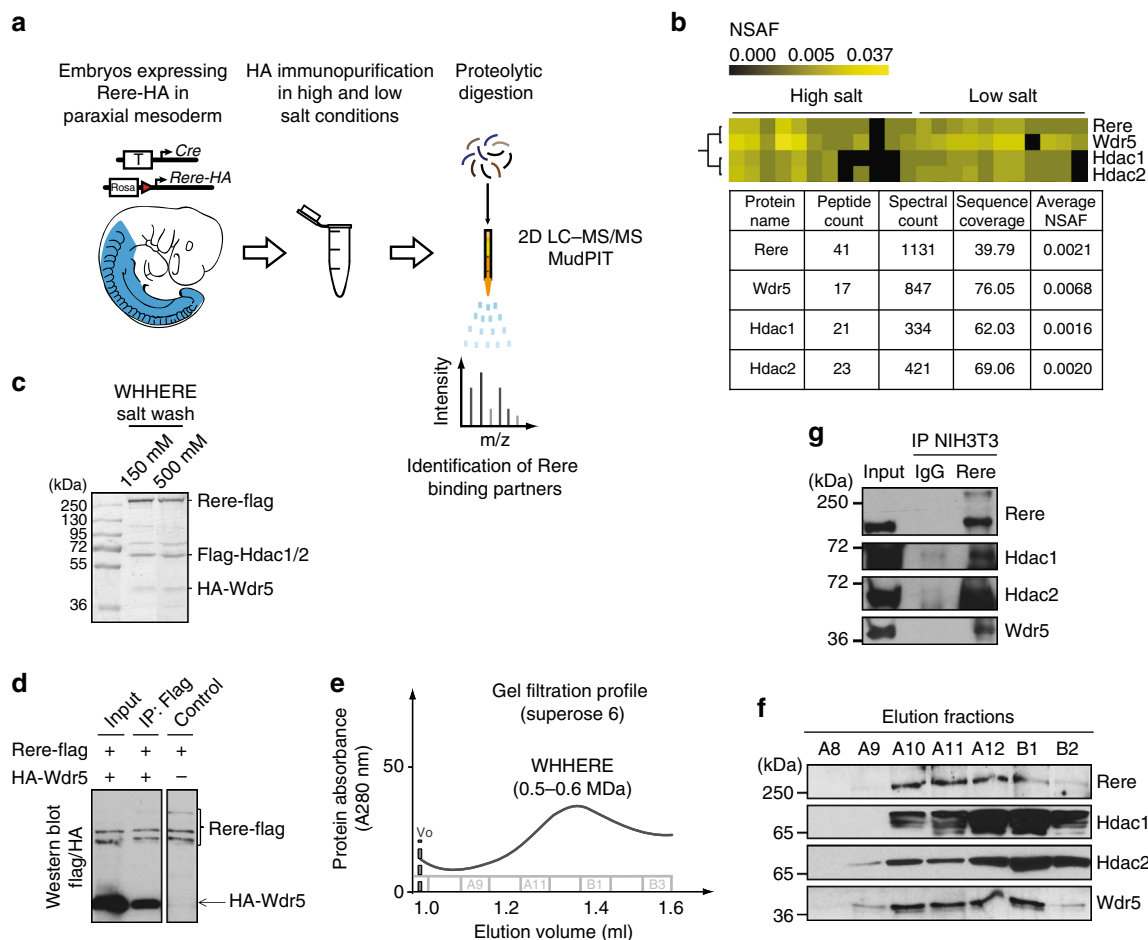 a
Embryos expressing
Rere-HA in
paraxial mesoderm
T
Cre
Rosa
Rere-HA
HA immunopurification
in high and low
salt conditions
Proteolytic
digestion
2D LC–MS/MS
MudPIT
Intensity
m/z
Identification of Rere
binding partners
b
NSAF
0.000 0.005 0.037
High salt Low salt
Rere
Wdr5
Hdac1
Hdac2
Protein name Peptide count Spectral count Sequence coverage Average NSAF
Rere 41 1131 39.79 0.0021
Wdr5 17 847 76.05 0.0068
Hdac1 21 334 62.03 0.0016
Hdac2 23 421 69.06 0.0020
c
WHHERE
salt wash
150 mM 500 mM
(kDa)
250
130
95
72
55
36
Rere-flag
Flag-Hdac1/2
HA-Wdr5
d
Input IP: Flag Control
Rere-flag + + +
HA-Wdr5 + + −
Western blot
flag/HA
Rere-flag
HA-Wdr5
e
Gel filtration profile
(superose 6)
WHHERE
(0.5–0.6 MDa)
Protein absorbance
(A280 nm)
50
0
Vo
A9 A11 B1 B3
1.0 1.2 1.4 1.6
Elution volume (ml)
g
IP NIH3T3
Input IgG Rere
250
Rere
72
Hdac1
72
Hdac2
36
Wdr5
f
Elution fractions
A8 A9 A10 A11 A12 B1 B2
(kDa)
250
Rere
65
Hdac1
65
Hdac2
36
Wdr5